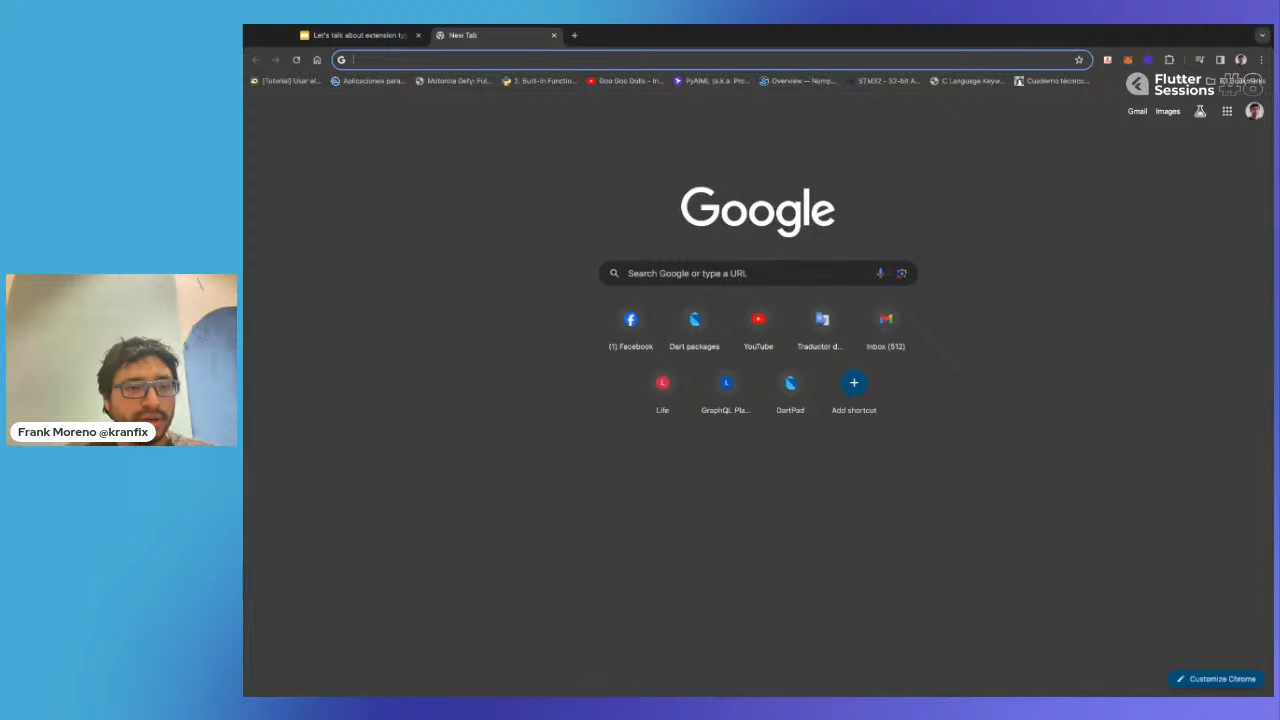 Let's talk about extension ty
New Tab
[Tutorial] Usar el...
Aplicaciones para...
Motorola Defy: Ful...
2. Built-in Functio...
Goo Goo Dolls - Iri...
PyAIML (a.k.a: Pro...
Overview — Nump...
STM32 - 32-bit A...
C Language Keyw...
Cuaderno técnico...
Flutter
Sessions
#8
Gmail
Images
Google
Search Google or type a URL
(1) Facebook
Dart packages
YouTube
Traductor d...
Inbox (512)
L
Life
L
GraphQL Pla...
DartPad
Add shortcut
Frank Moreno @kranfix
Customize Chrome